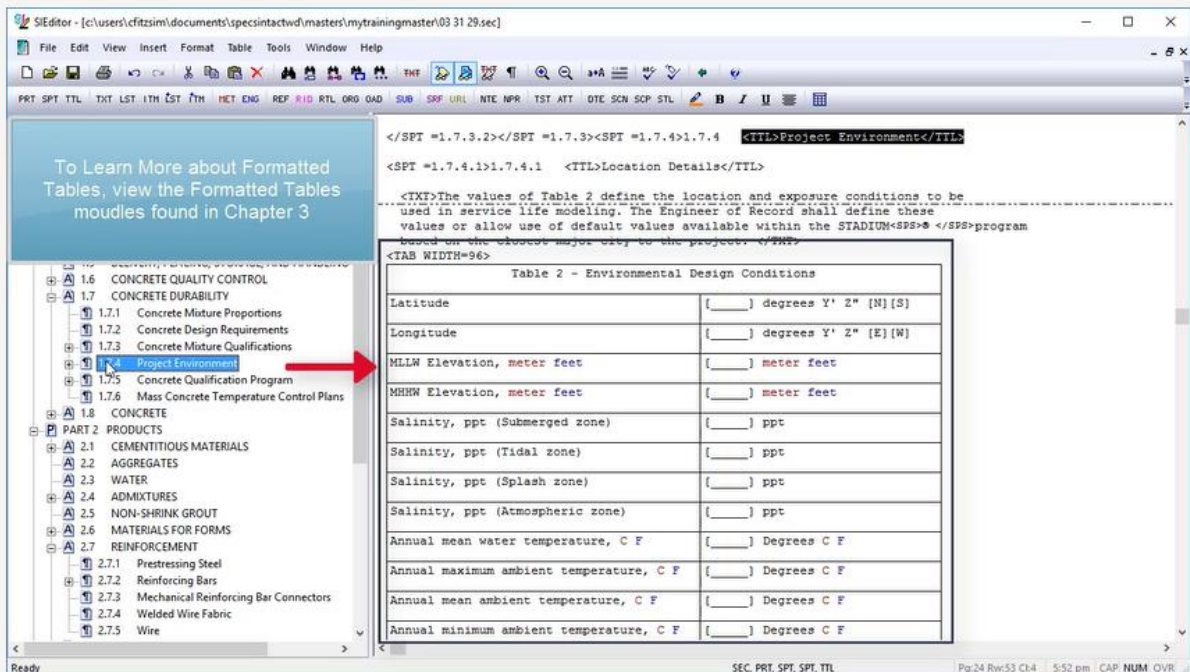 SIEditor - [c:\users\cfitzsim\documents\specsintactwd\masters\mytrainingmaster\03 31 29.sec]
File Edit View Insert Format Table Tools Window Help
PRT SPT TTL TXT LST ITM LST ITM MET ENG REF RID RTL ORG OAD SUB SRF URL NTE NPR TST ATT DTE SCN SCP STL B I U
To Learn More about Formatted
Tables, view the Formatted Tables
moudles found in Chapter 3
1.6 CONCRETE QUALITY CONTROL
1.7 CONCRETE DURABILITY
1.7.1 Concrete Mixture Proportions
1.7.2 Concrete Design Requirements
1.7.3 Concrete Mixture Qualifications
1.7.4 Project Environment
1.7.5 Concrete Qualification Program
1.7.6 Mass Concrete Temperature Control Plans
1.8 CONCRETE
PART 2 PRODUCTS
2.1 CEMENTITIOUS MATERIALS
2.2 AGGREGATES
2.3 WATER
2.4 ADMIXTURES
2.5 NON-SHRINK GROUT
2.6 MATERIALS FOR FORMS
2.7 REINFORCEMENT
2.7.1 Prestressing Steel
2.7.2 Reinforcing Bars
2.7.3 Mechanical Reinforcing Bar Connectors
2.7.4 Welded Wire Fabric
2.7.5 Wire
</SPT =1.7.3.2></SPT =1.7.3><SPT =1.7.4>1.7.4 <TTL>Project Environment</TTL>
<SPT =1.7.4.1>1.7.4.1 <TTL>Location Details</TTL>
<TXT>The values of Table 2 define the location and exposure conditions to be
used in service life modeling. The Engineer of Record shall define these
values or allow use of default values available within the STADIUM<SPS>® </SPS>program
based on the closest major city to the project. </TXT>
<TAB WIDTH=96>
Table 2 - Environmental Design Conditions
Latitude [_____] degrees Y' Z" [N][S]
Longitude [_____] degrees Y' Z" [E][W]
MLLW Elevation, meter feet [_____] meter feet
MHHW Elevation, meter feet [_____] meter feet
Salinity, ppt (Submerged zone) [_____] ppt
Salinity, ppt (Tidal zone) [_____] ppt
Salinity, ppt (Splash zone) [_____] ppt
Salinity, ppt (Atmospheric zone) [_____] ppt
Annual mean water temperature, C F [_____] Degrees C F
Annual maximum ambient temperature, C F [_____] Degrees C F
Annual mean ambient temperature, C F [_____] Degrees C F
Annual minimum ambient temperature, C F [_____] Degrees C F
Ready SEC, PRT, SPT, SPT, TTL Pg:24 Rw:53 Cl:4 5:52 pm CAP NUM OVR